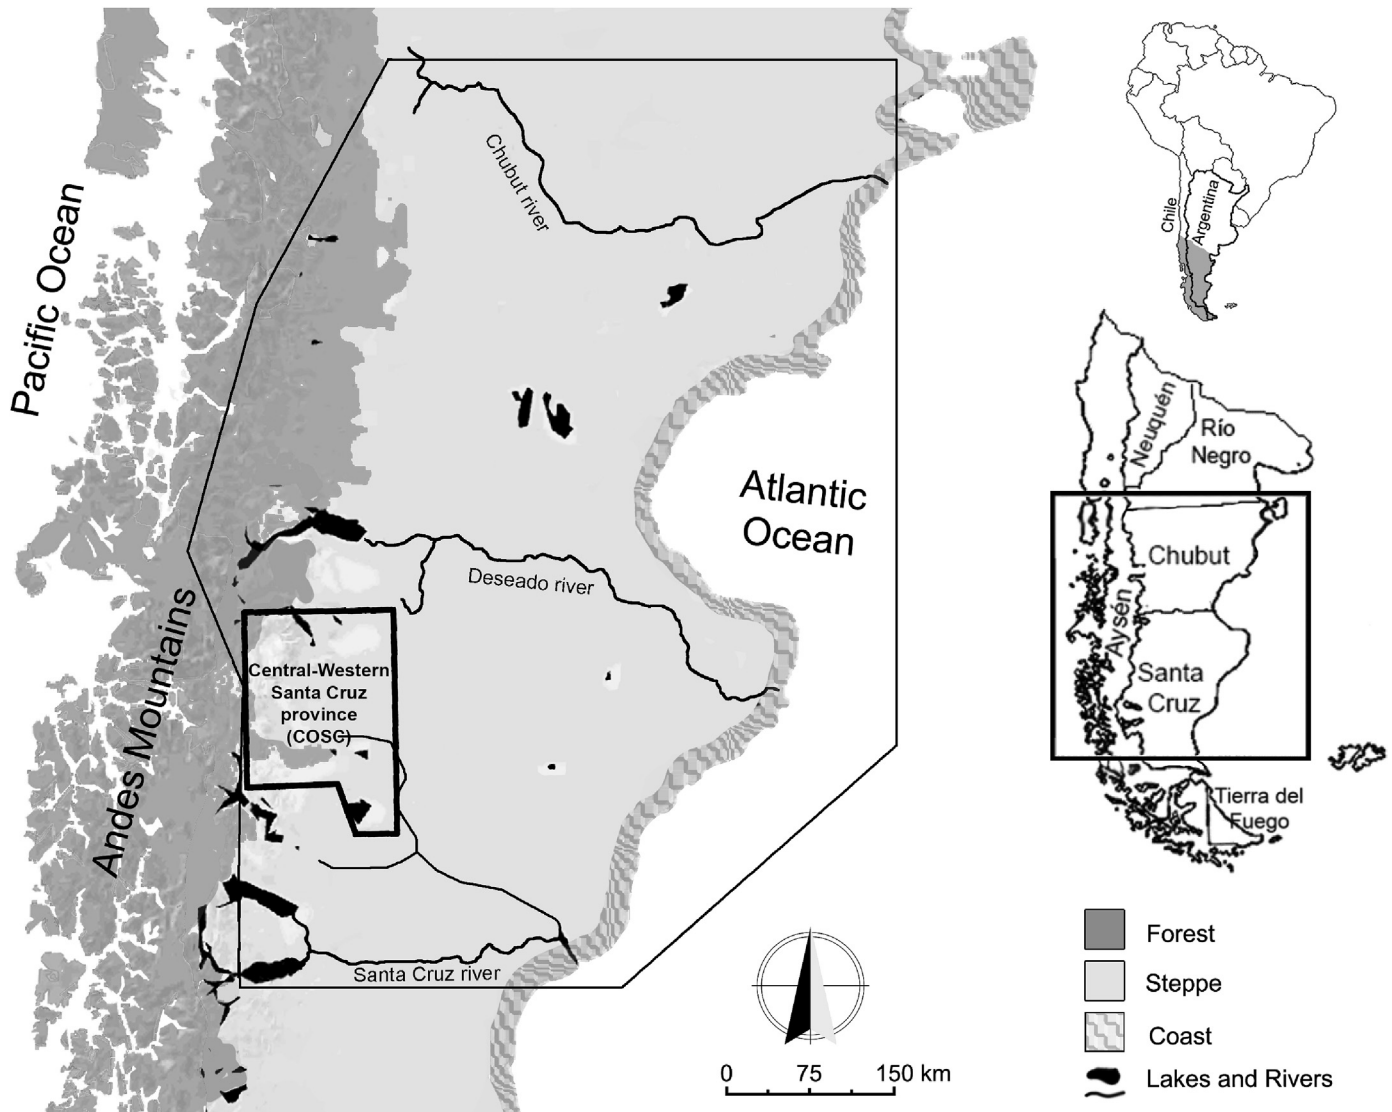 Pacific Ocean
Andes Mountains
Chubut river
Atlantic
Ocean
Deseado river
Central-Western
Santa Cruz
province
(COSC)
Santa Cruz river
0 75 150 km
Chile
Argentina
Neuquén
Río
Negro
Chubut
Aysén
Santa
Cruz
Tierra del
Fuego
Forest
Steppe
Coast
Lakes and Rivers